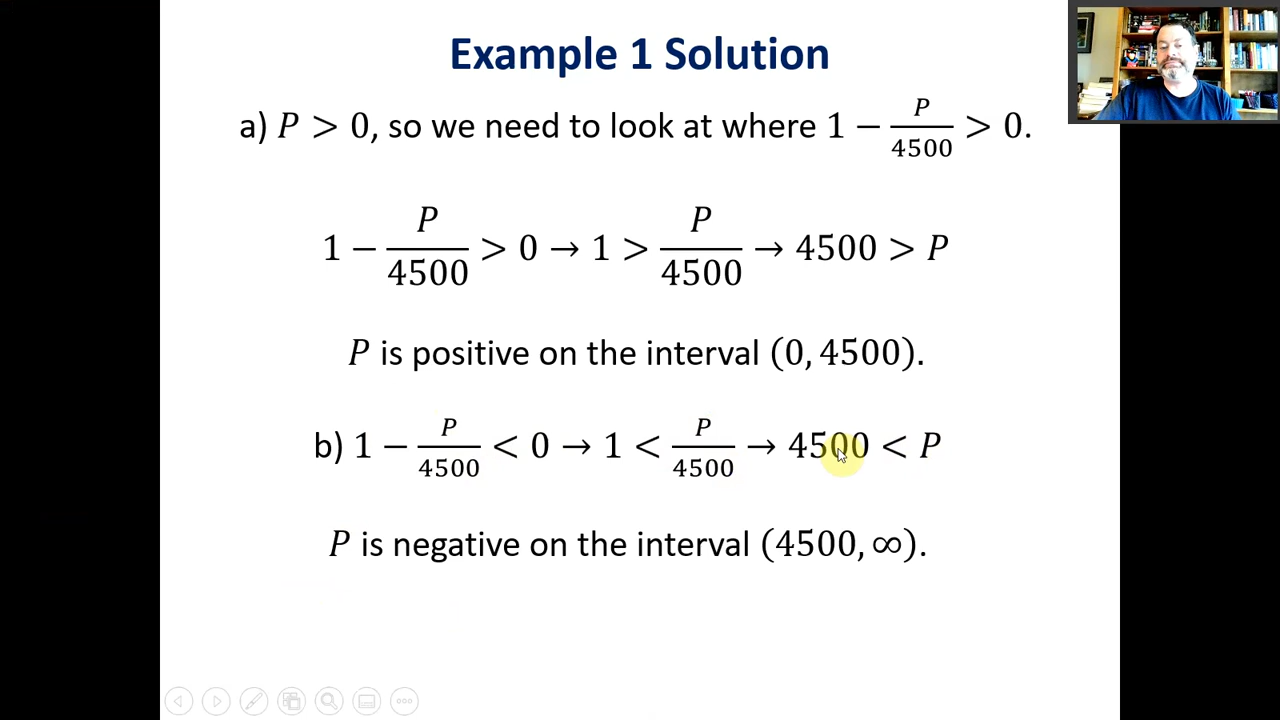 Example 1 Solution
a) P > 0, so we need to look at where 1 − P/4500 > 0.
1 − P/4500 > 0 → 1 > P/4500 → 4500 > P
P is positive on the interval (0, 4500).
b) 1 − P/4500 < 0 → 1 < P/4500 → 4500 < P
P is negative on the interval (4500, ∞).